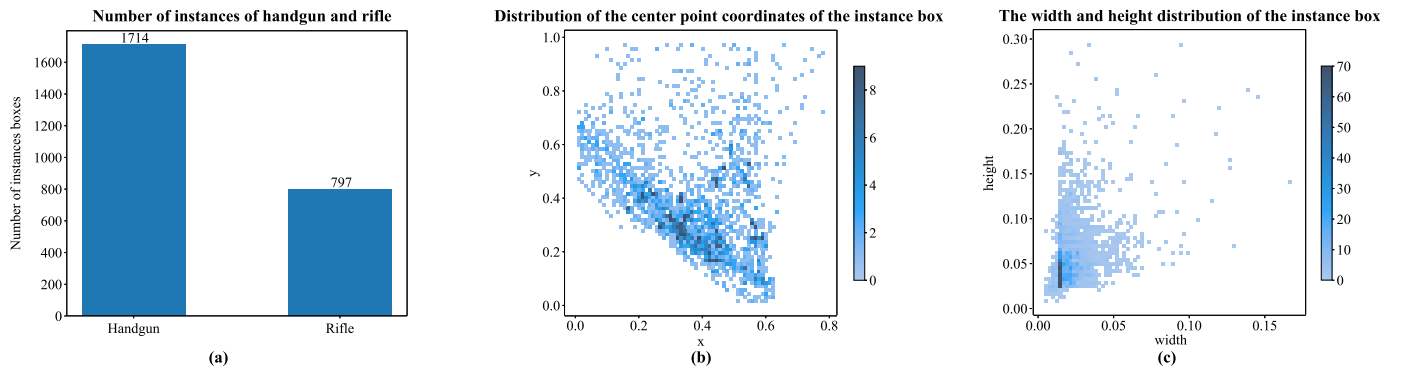 Number of instances of handgun and rifle
1714
797
Number of instances boxes
1600
1400
1200
1000
800
600
400
200
0
Handgun
Rifle
(a)
Distribution of the center point coordinates of the instance box
y
1.0
0.8
0.6
0.4
0.2
0.0
0.0 0.2 0.4 0.6 0.8
x
8
6
4
2
0
(b)
The width and height distribution of the instance box
height
0.30
0.25
0.20
0.15
0.10
0.05
0.00
0.00 0.05 0.10 0.15
width
70
60
50
40
30
20
10
0
(c)